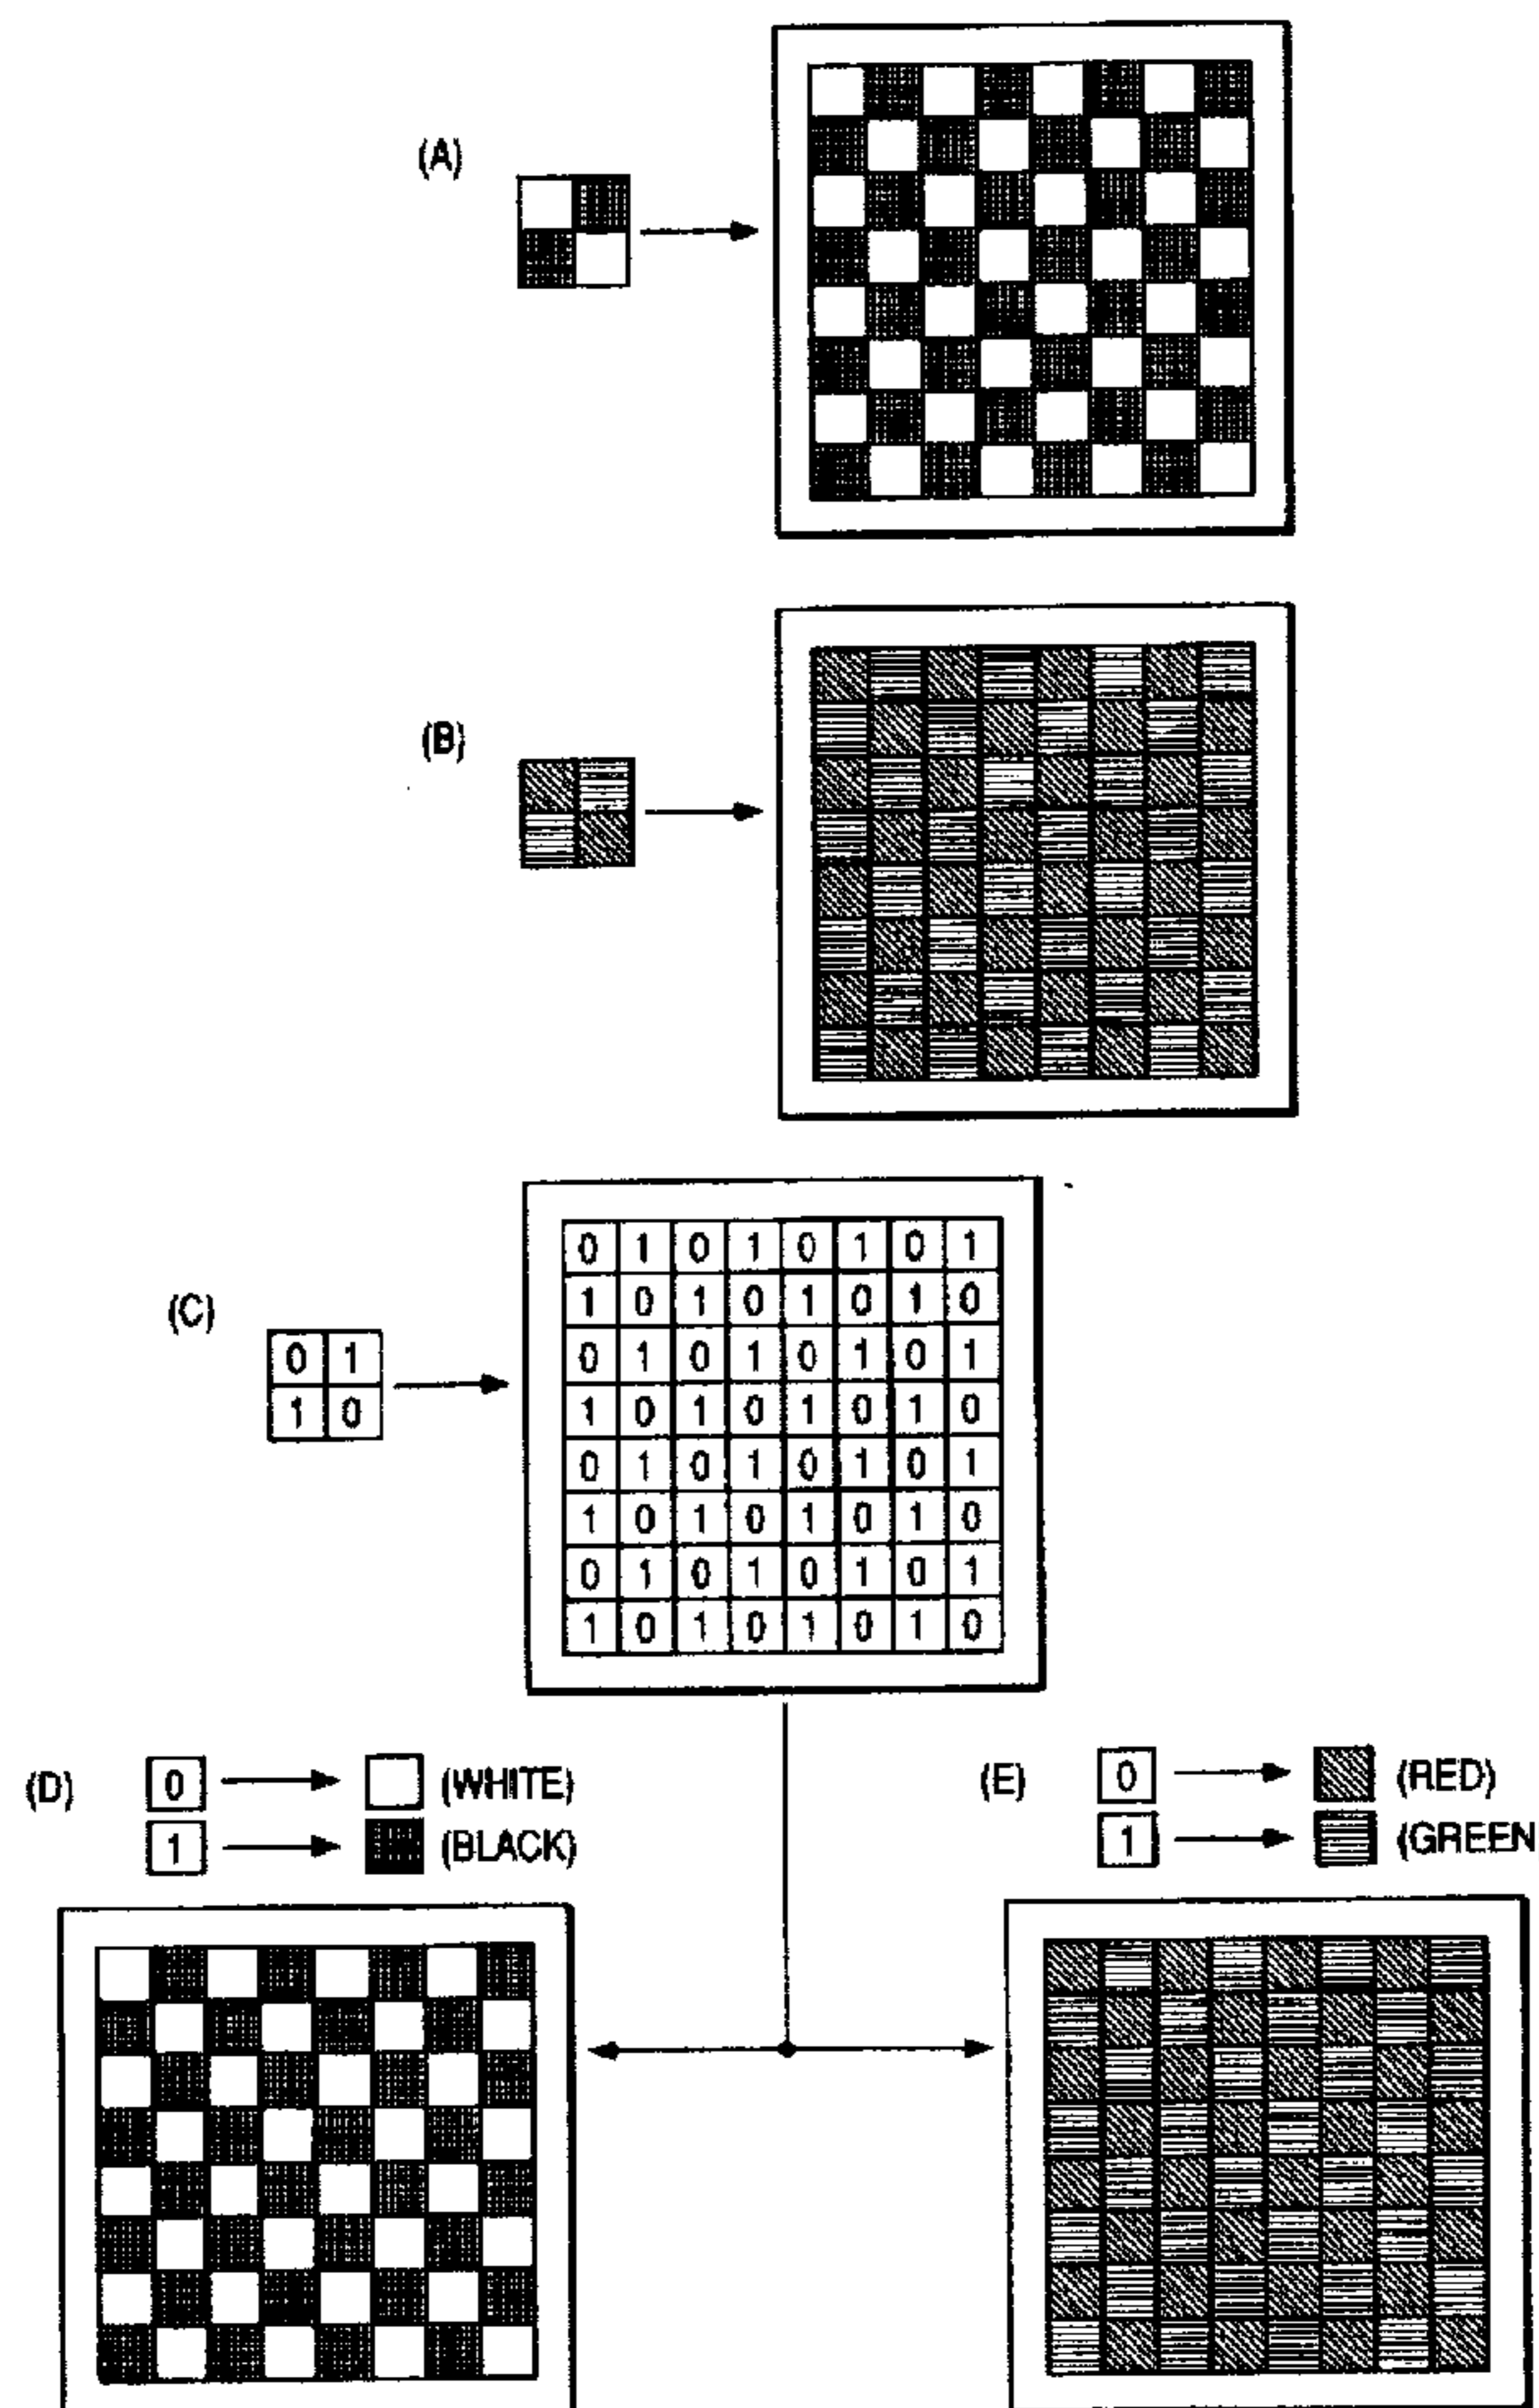 (A)
(B)
(C)
0 1
1 0
0 1 0 1 0 1 0 1
1 0 1 0 1 0 1 0
0 1 0 1 0 1 0 1
1 0 1 0 1 0 1 0
0 1 0 1 0 1 0 1
1 0 1 0 1 0 1 0
0 1 0 1 0 1 0 1
1 0 1 0 1 0 1 0
(D)
0 (WHITE)
1 (BLACK)
(E)
0 (RED)
1 (GREEN